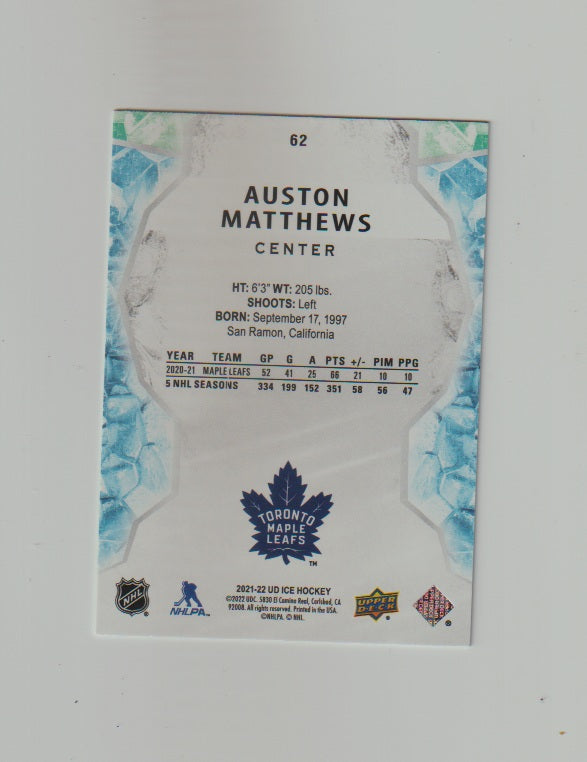 62
AUSTON
MATTHEWS
CENTER
HT: 6'3" WT: 205 lbs.
SHOOTS: Left
BORN: September 17, 1997
San Ramon, California
YEAR TEAM GP G A PTS +/- PIM PPG
2020-21 MAPLE LEAFS 52 41 25 66 21 10 10
5 NHL SEASONS 334 199 152 351 58 56 47
TORONTO
MAPLE
LEAFS
TM
2021-22 UD ICE HOCKEY
©2022 UDC. 5830 El Camino Real, Carlsbad, CA
92008. All rights reserved. Printed in the USA.
©NHLPA. © NHL.
NHL
®
NHLPA™
UPPER
DECK
®
®